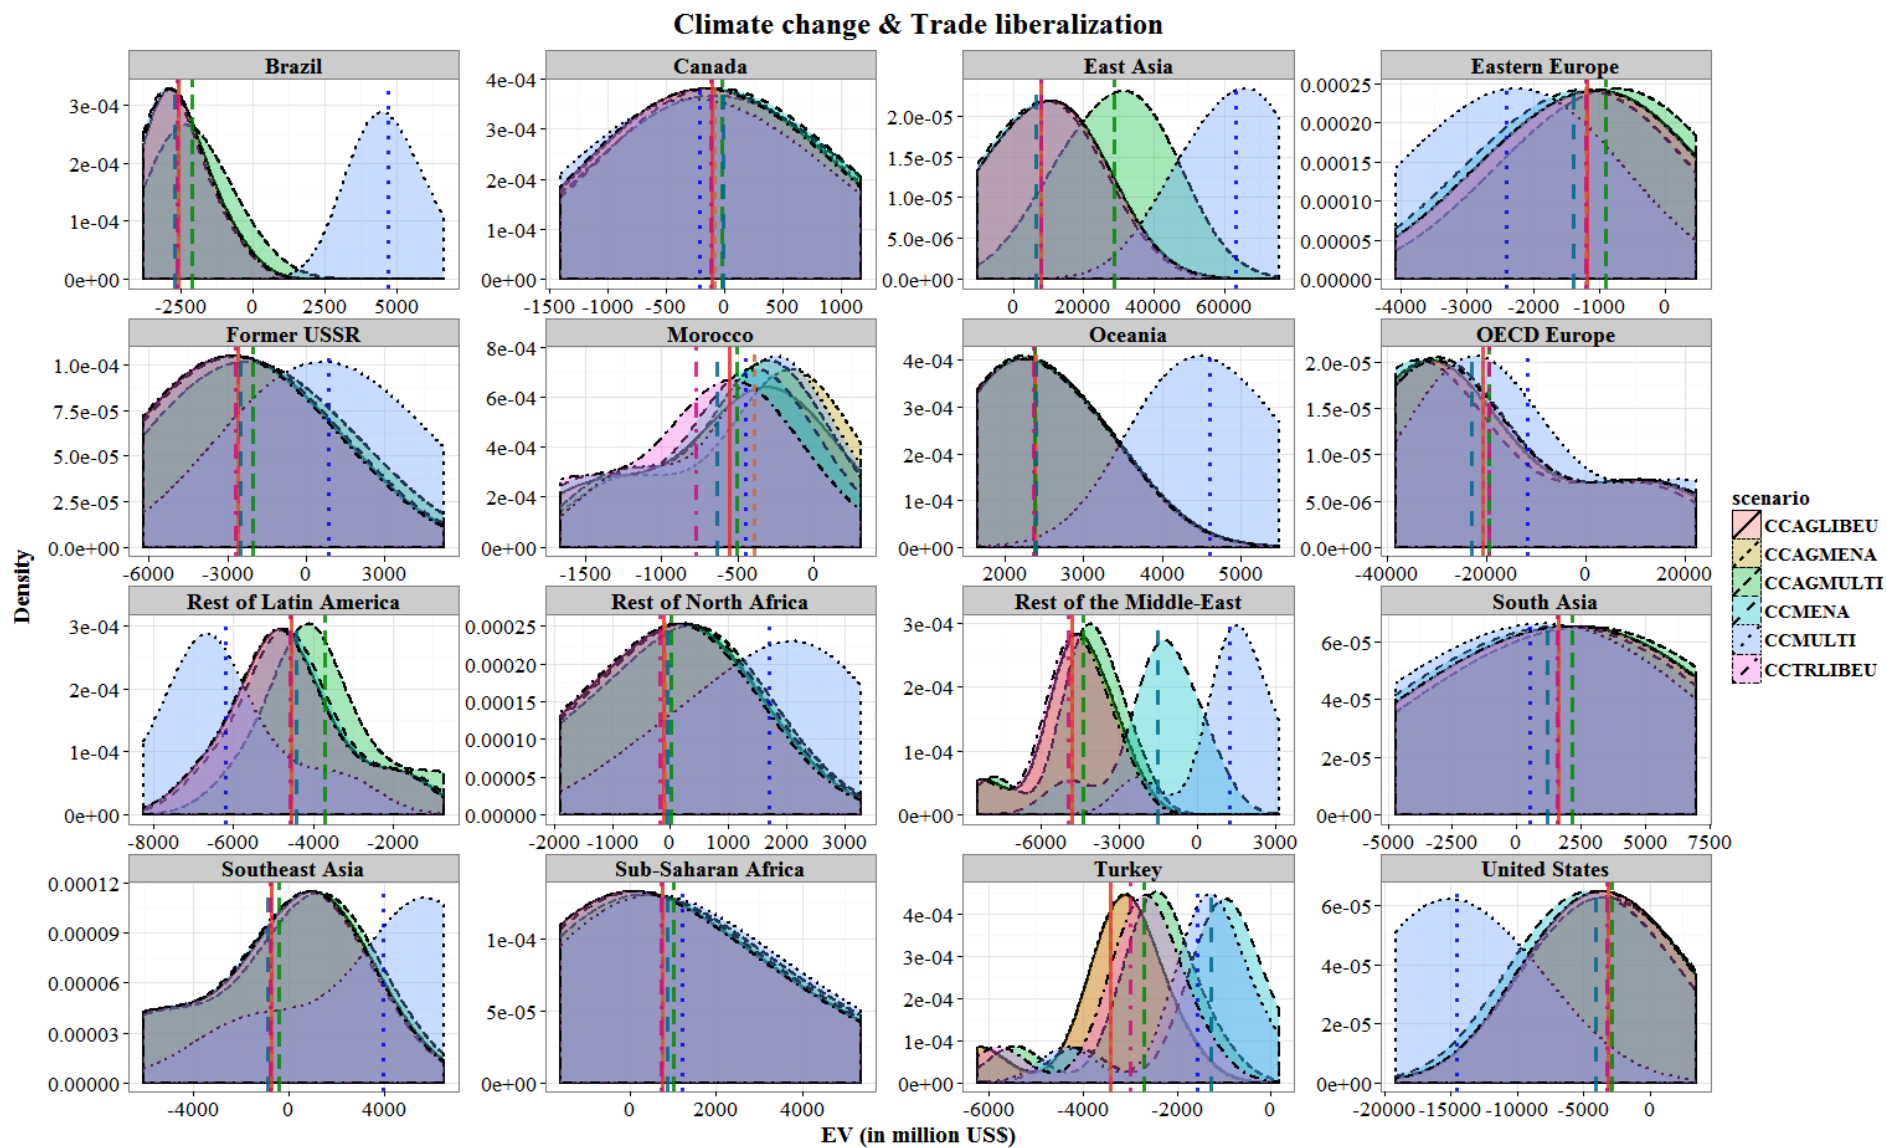 Climate change & Trade liberalization
Brazil
Canada
East Asia
Eastern Europe
3e-04
2e-04
1e-04
0e+00
-2500 0 2500 5000
4e-04
3e-04
2e-04
1e-04
0e+00
-1500 -1000 -500 0 500 1000
2.0e-05
1.5e-05
1.0e-05
5.0e-06
0.0e+00
0 20000 40000 60000
0.00025
0.00020
0.00015
0.00010
0.00005
0.00000
-4000 -3000 -2000 -1000 0
Former USSR
Morocco
Oceania
OECD Europe
1.0e-04
7.5e-05
5.0e-05
2.5e-05
0.0e+00
-6000 -3000 0 3000
8e-04
6e-04
4e-04
2e-04
0e+00
-1500 -1000 -500 0
4e-04
3e-04
2e-04
1e-04
0e+00
2000 3000 4000 5000
2.0e-05
1.5e-05
1.0e-05
5.0e-06
0.0e+00
-40000 -20000 0 20000
Rest of Latin America
Rest of North Africa
Rest of the Middle-East
South Asia
3e-04
2e-04
1e-04
0e+00
-8000 -6000 -4000 -2000
0.00025
0.00020
0.00015
0.00010
0.00005
0.00000
-2000 -1000 0 1000 2000 3000
3e-04
2e-04
1e-04
0e+00
-6000 -3000 0 3000
6e-05
4e-05
2e-05
0e+00
-5000 -2500 0 2500 5000 7500
Southeast Asia
Sub-Saharan Africa
Turkey
United States
0.00012
0.00009
0.00006
0.00003
0.00000
-4000 0 4000
1e-04
5e-05
0e+00
0 2000 4000
4e-04
3e-04
2e-04
1e-04
0e+00
-6000 -4000 -2000 0
6e-05
4e-05
2e-05
0e+00
-20000 -15000 -10000 -5000 0
Density
EV (in million US$)
scenario
CCAGLIBEU
CCAGMENA
CCAGMULTI
CCMENA
CCMULTI
CCTRLIBEU